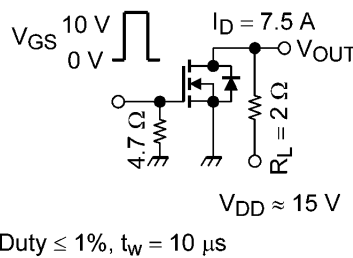 V_GS 10 V
0 V
I_D = 7.5 A
V_OUT
4.7 Ω
R_L = 2 Ω
V_DD ≈ 15 V
Duty ≤ 1%, t_w = 10 μs